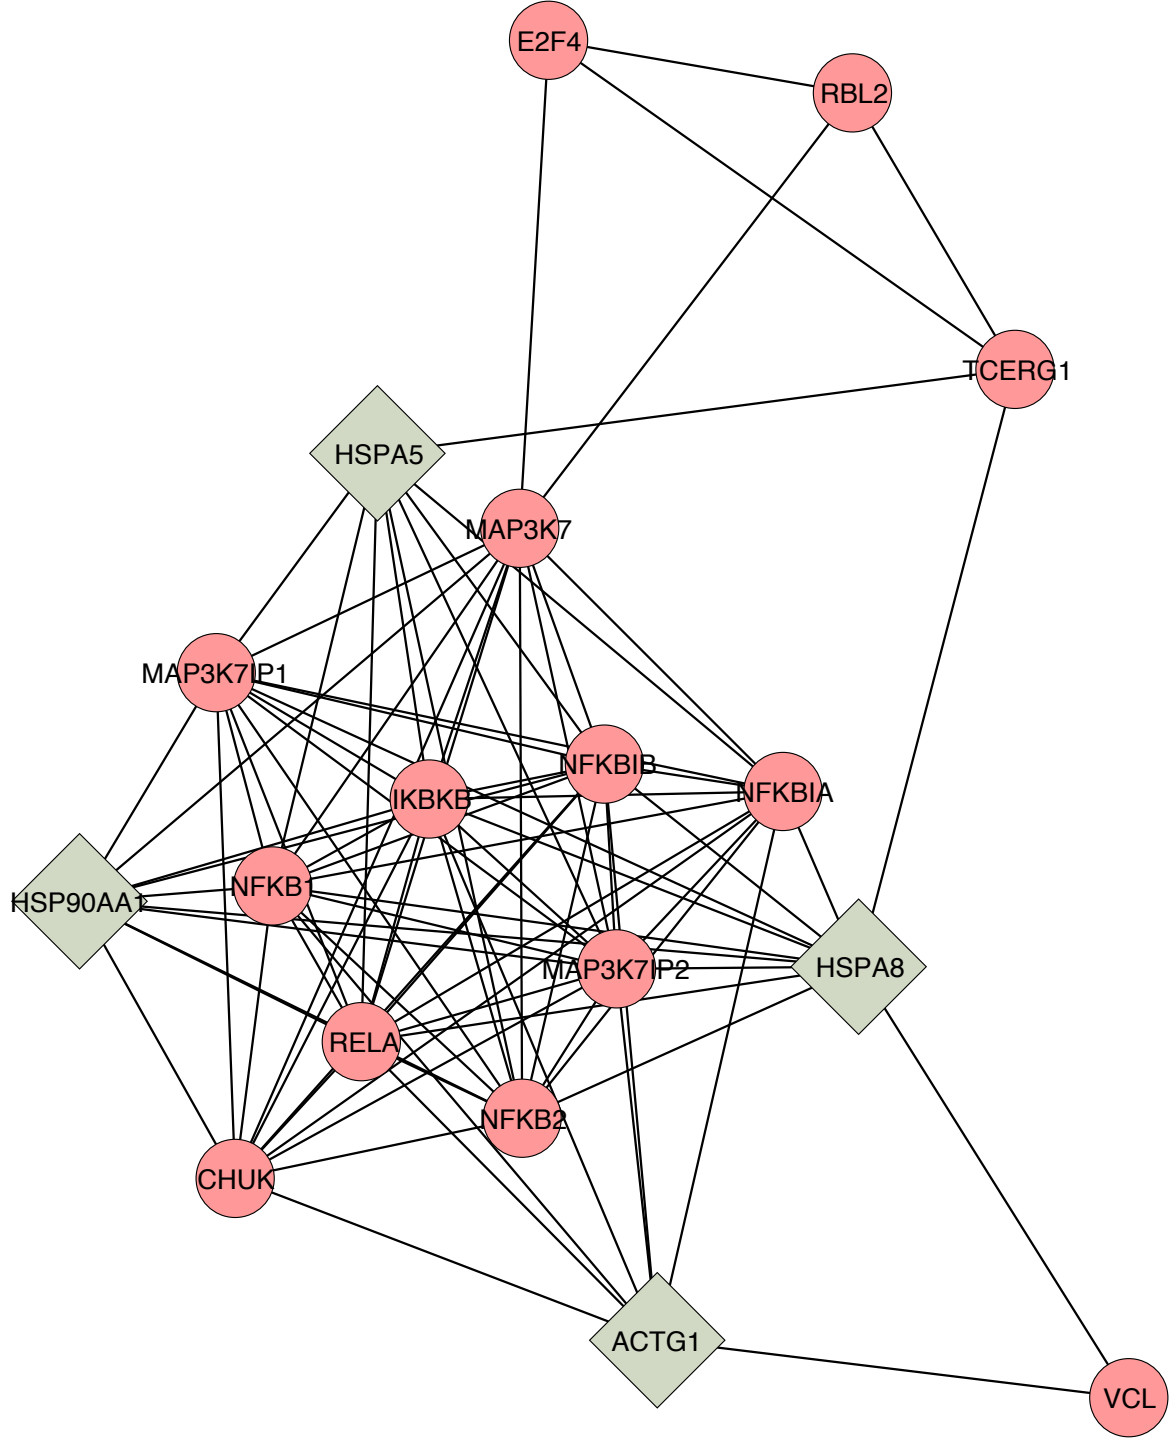 E2F4
RBL2
TCERG1
HSPA5
MAP3K7
MAP3K7IP1
NFKBIB
NFKBIA
IKBKB
NFKB1
HSP90AA1
MAP3K7IP2
HSPA8
RELA
NFKB2
CHUK
ACTG1
VCL